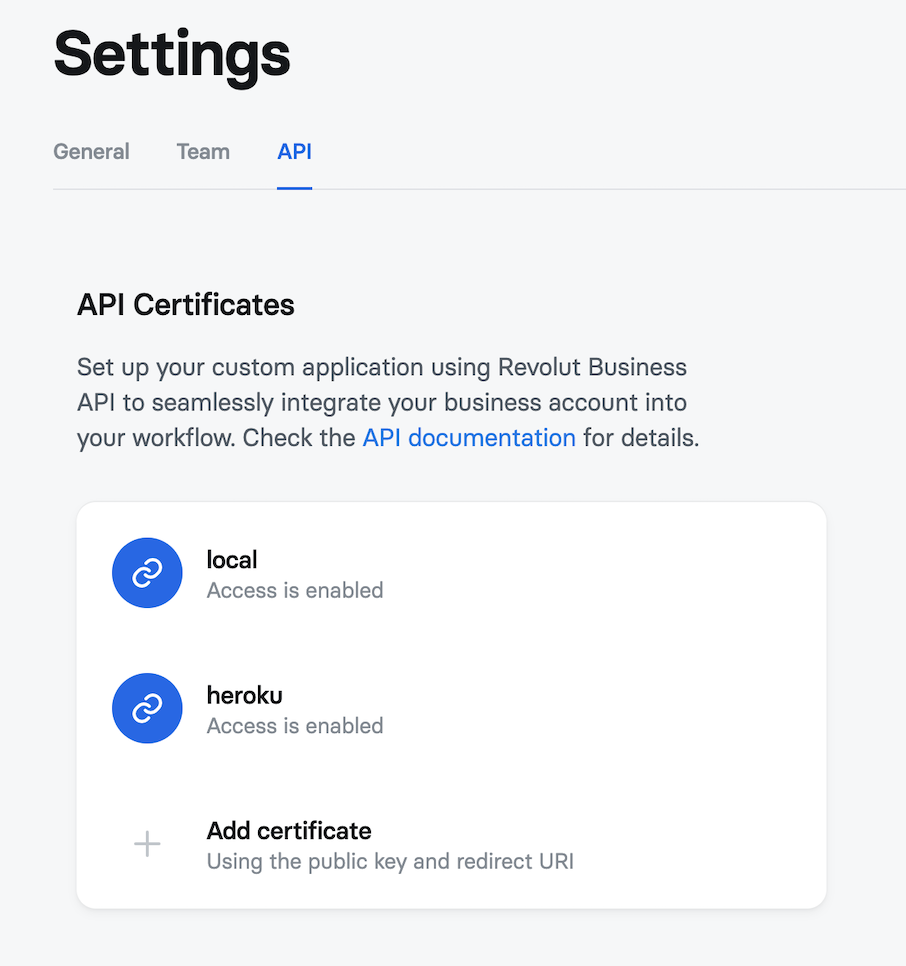 Settings
General Team API
API Certificates
Set up your custom application using Revolut Business
API to seamlessly integrate your business account into
your workflow. Check the API documentation for details.
local
Access is enabled
heroku
Access is enabled
Add certificate
Using the public key and redirect URI